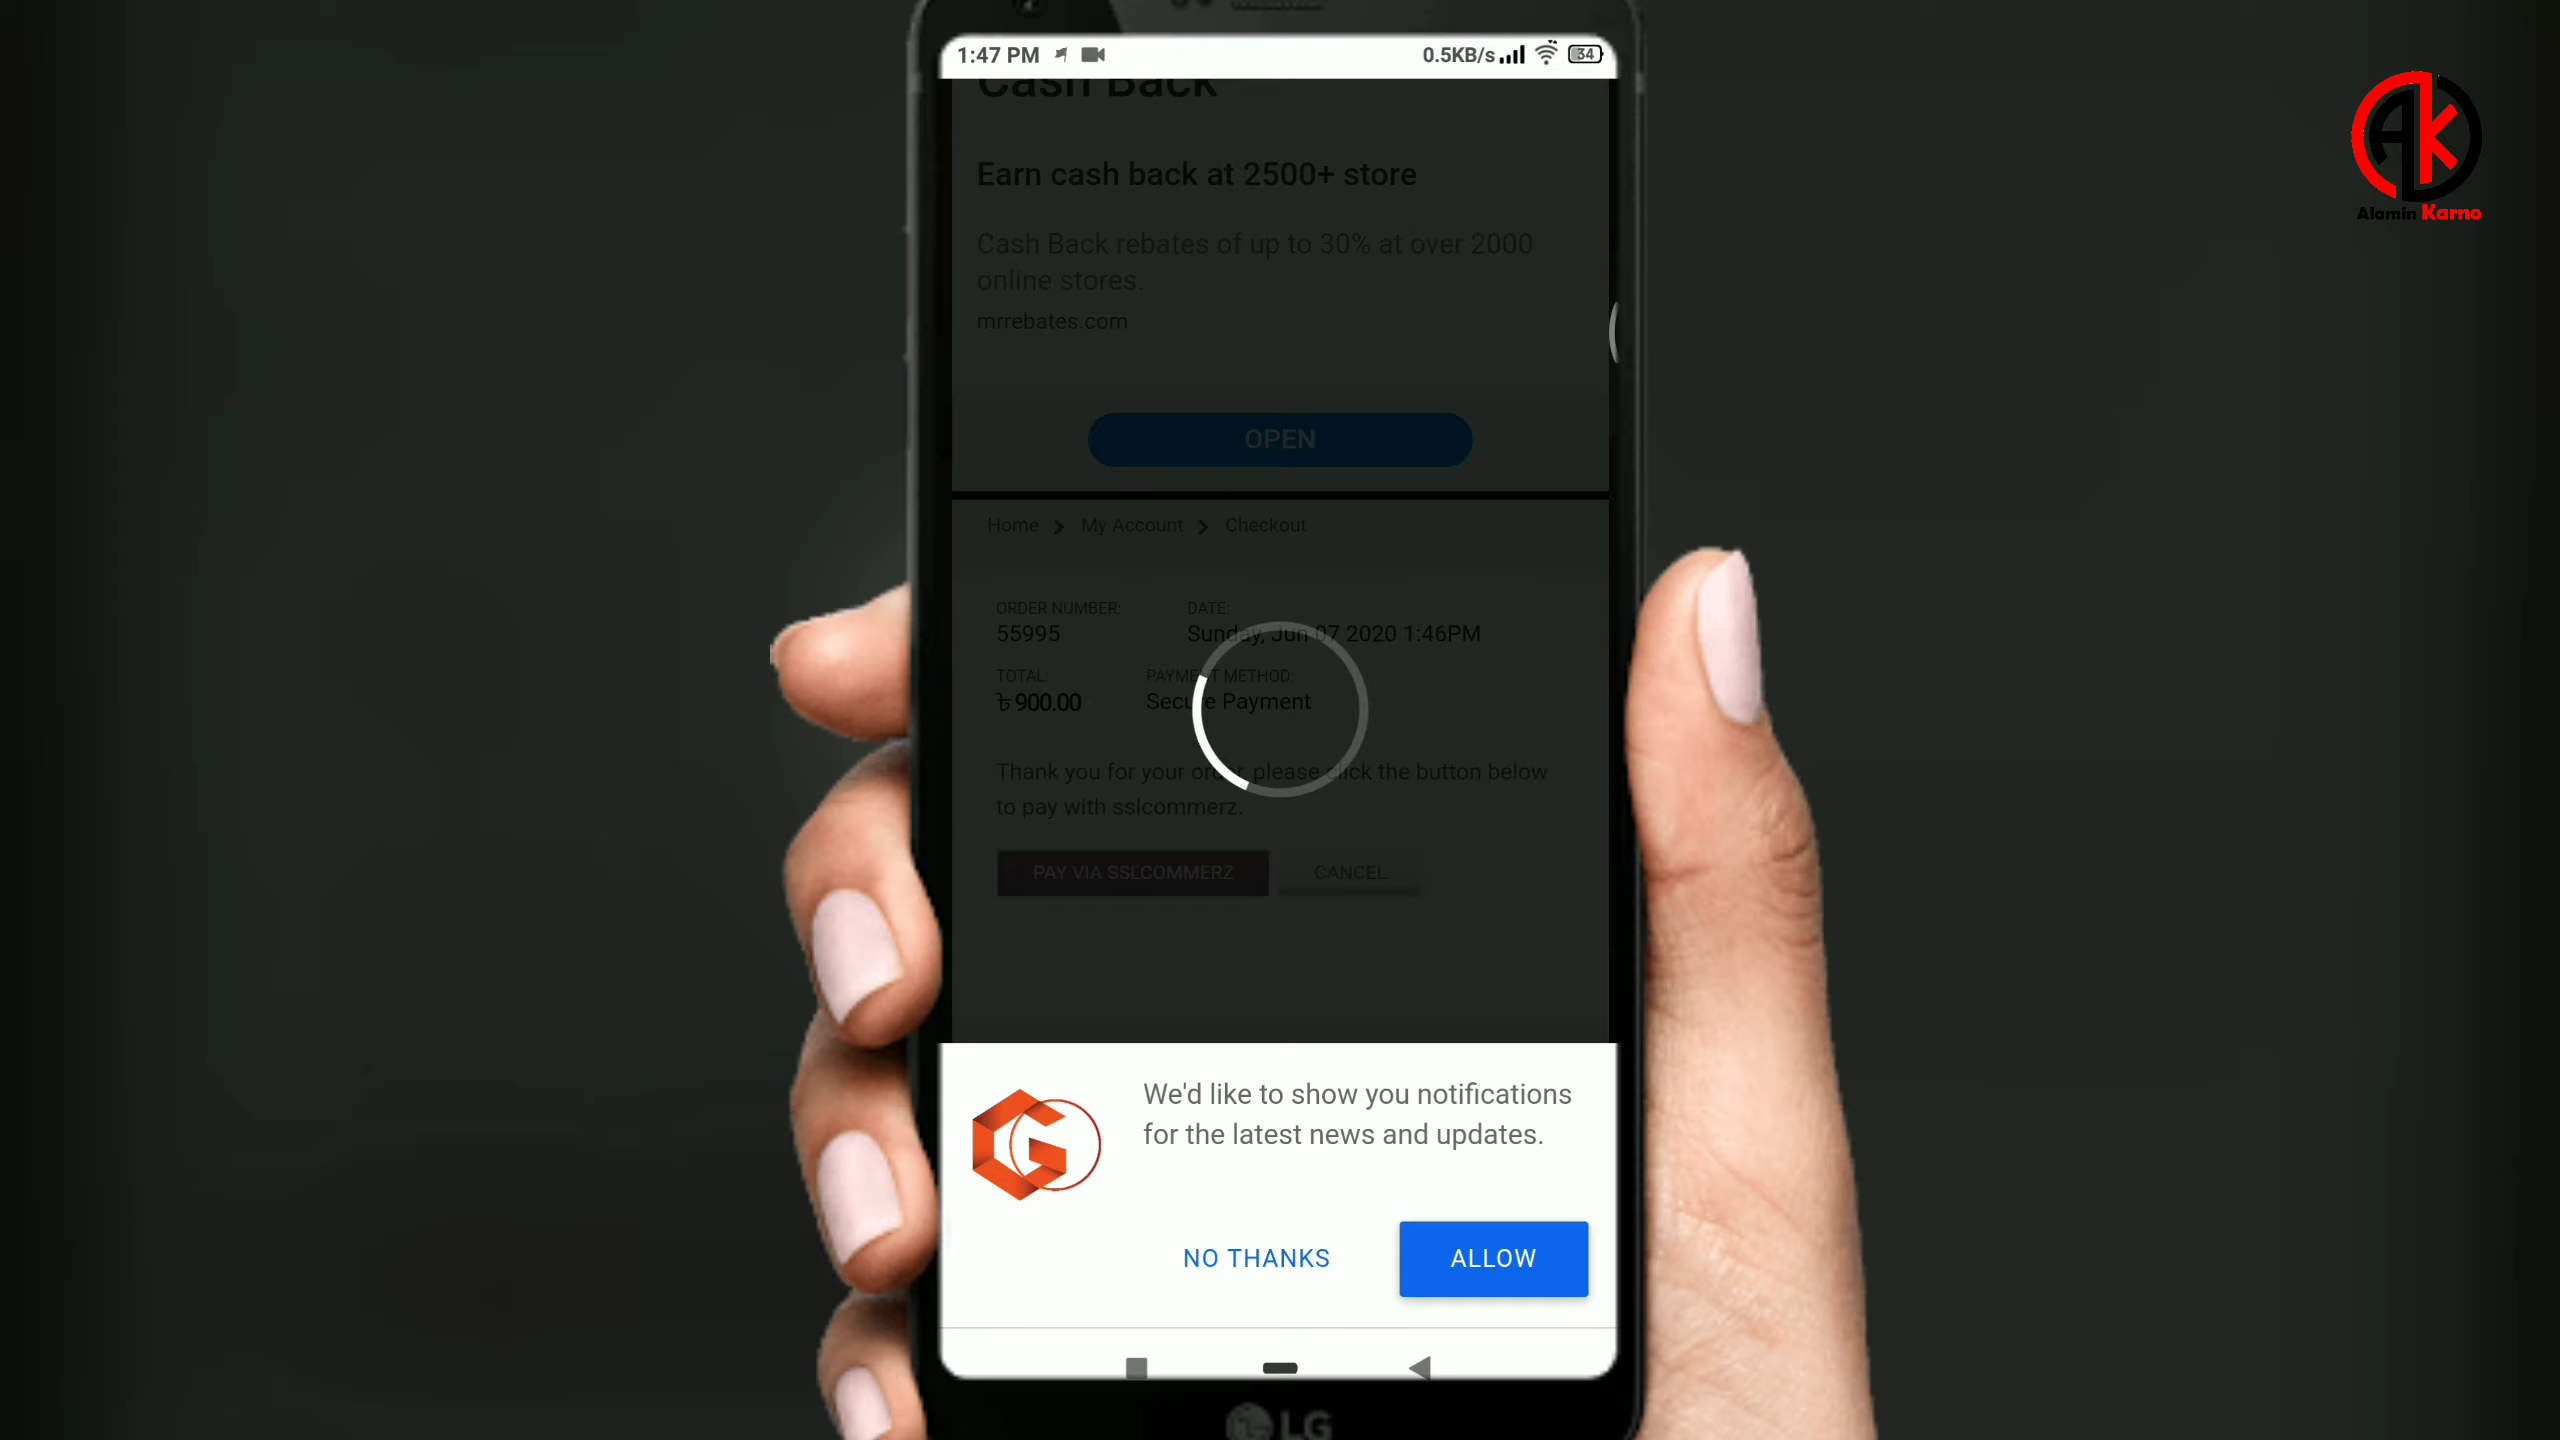 1:47 PM
0.5KB/s
34
Cash Back
Earn cash back at 2500+ store
Cash Back rebates of up to 30% at over 2000
online stores.
mrrebates.com
OPEN
Home
My Account
Checkout
ORDER NUMBER:
55995
DATE:
Sunday, Jun 07 2020 1:46PM
TOTAL:
৳ 900.00
PAYMENT METHOD:
Secure Payment
Thank you for your order, please click the button below
to pay with sslcommerz.
PAY VIA SSLCOMMERZ
CANCEL
We'd like to show you notifications
for the latest news and updates.
NO THANKS
ALLOW
LG
AK
Alamin Karno